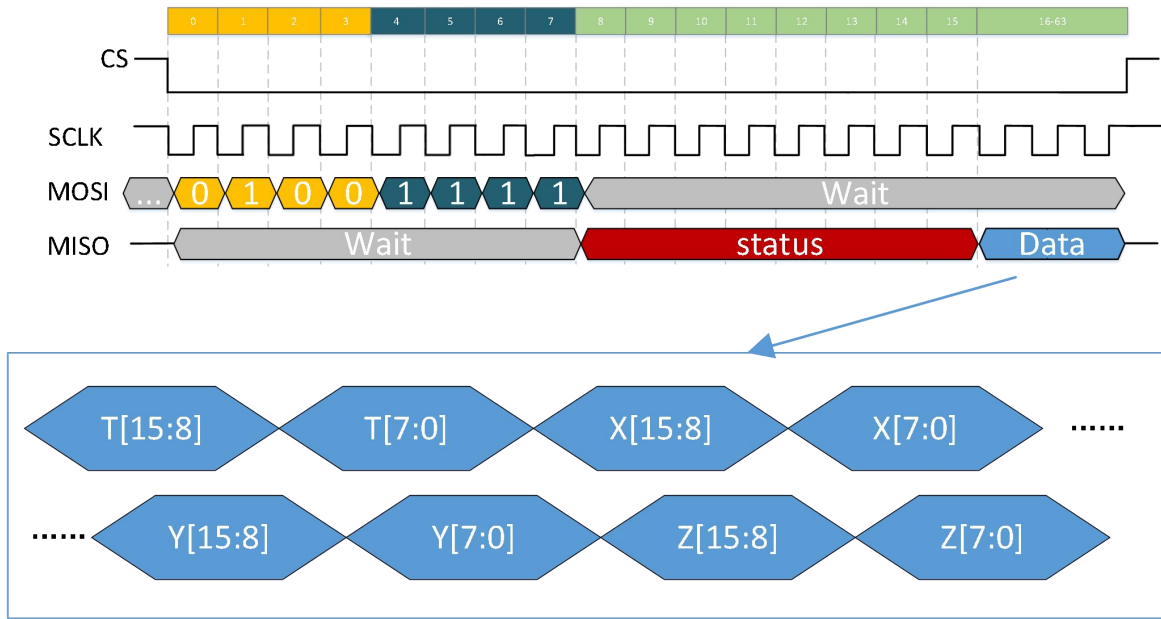 0 1 2 3 4 5 6 7 8 9 10 11 12 13 14 15 16-63
CS
SCLK
MOSI ... 0 1 0 0 1 1 1 1 Wait
MISO Wait status Data
T[15:8] T[7:0] X[15:8] X[7:0] ......
...... Y[15:8] Y[7:0] Z[15:8] Z[7:0]